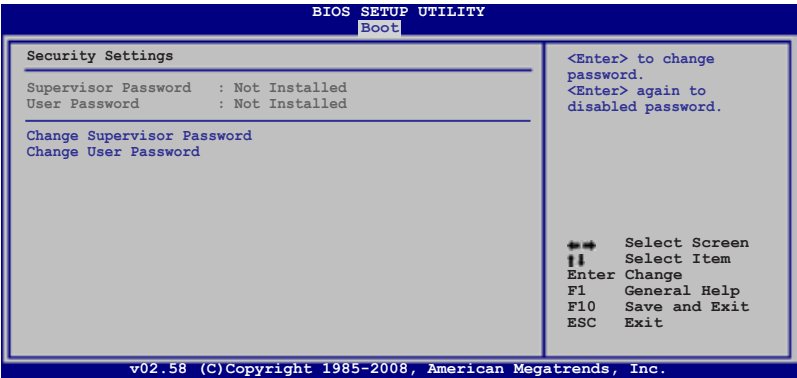 BIOS SETUP UTILITY
Boot
Security Settings
Supervisor Password : Not Installed
User Password : Not Installed
Change Supervisor Password
Change User Password
<Enter> to change
password.
<Enter> again to
disabled password.
Select Screen
Select Item
Enter Change
F1 General Help
F10 Save and Exit
ESC Exit
v02.58 (C)Copyright 1985-2008, American Megatrends, Inc.